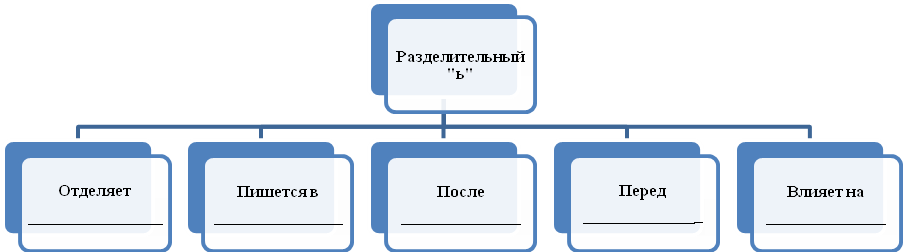 Разделительный
"ь"
Отделяет
Пишется в
После
Перед
Влияет на